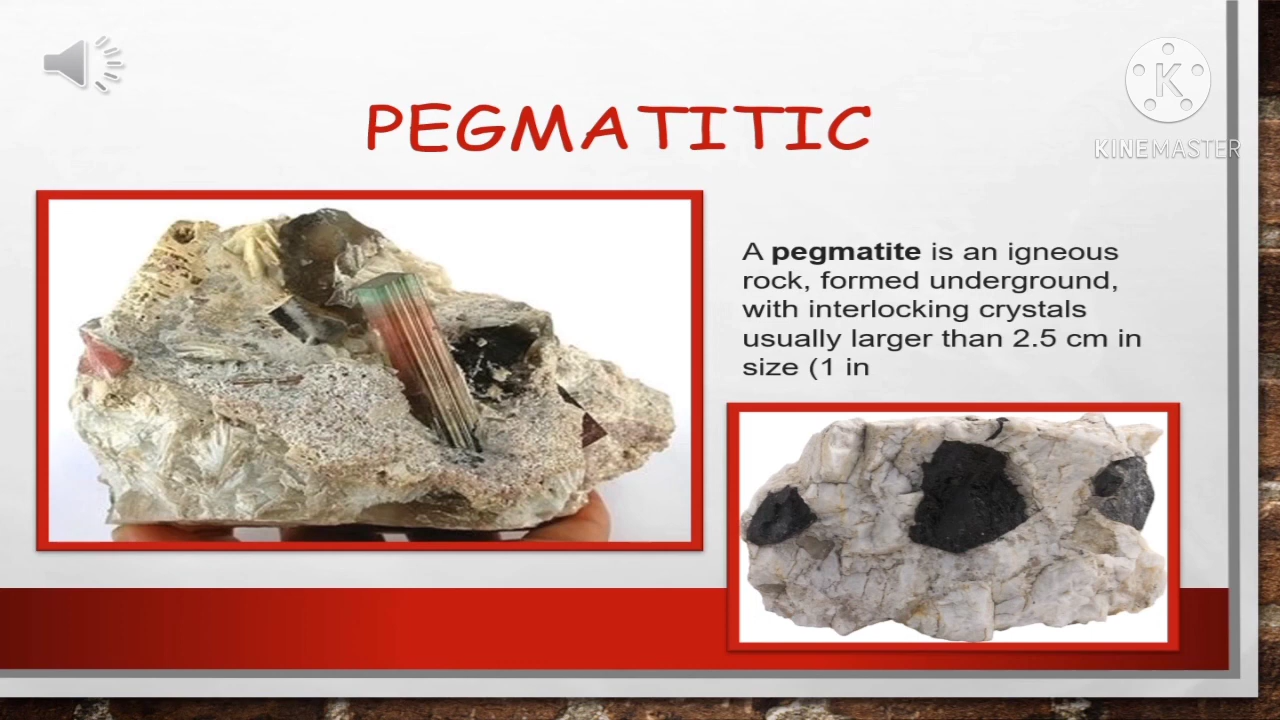 K
KINEMASTER
PEGMATITIC
A pegmatite is an igneous
rock, formed underground,
with interlocking crystals
usually larger than 2.5 cm in
size (1 in